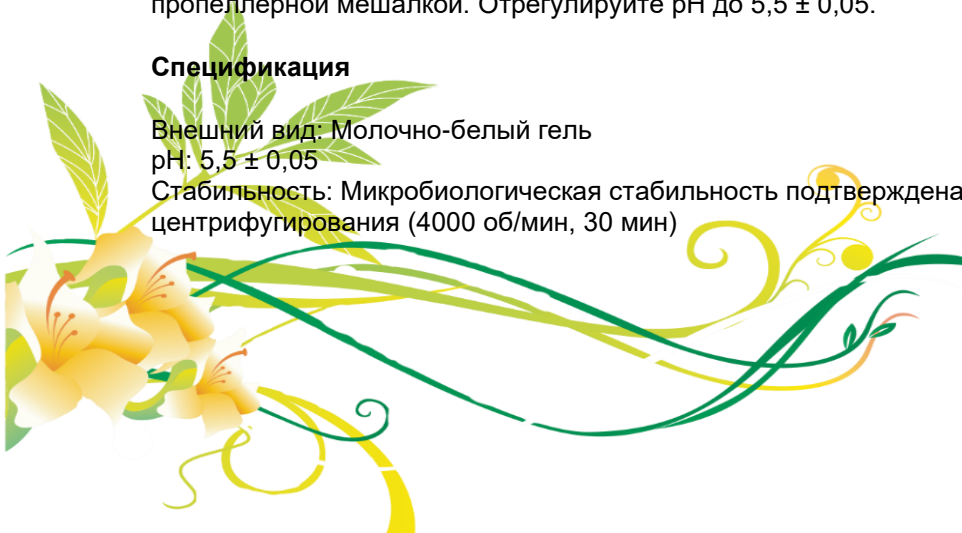 пропеллерной мешалкой. Отрегулируйте pH до 5,5 ± 0,05.
Спецификация
Внешний вид: Молочно-белый гель
pH: 5,5 ± 0,05
Стабильность: Микробиологическая стабильность подтверждена
центрифугирования (4000 об/мин, 30 мин)